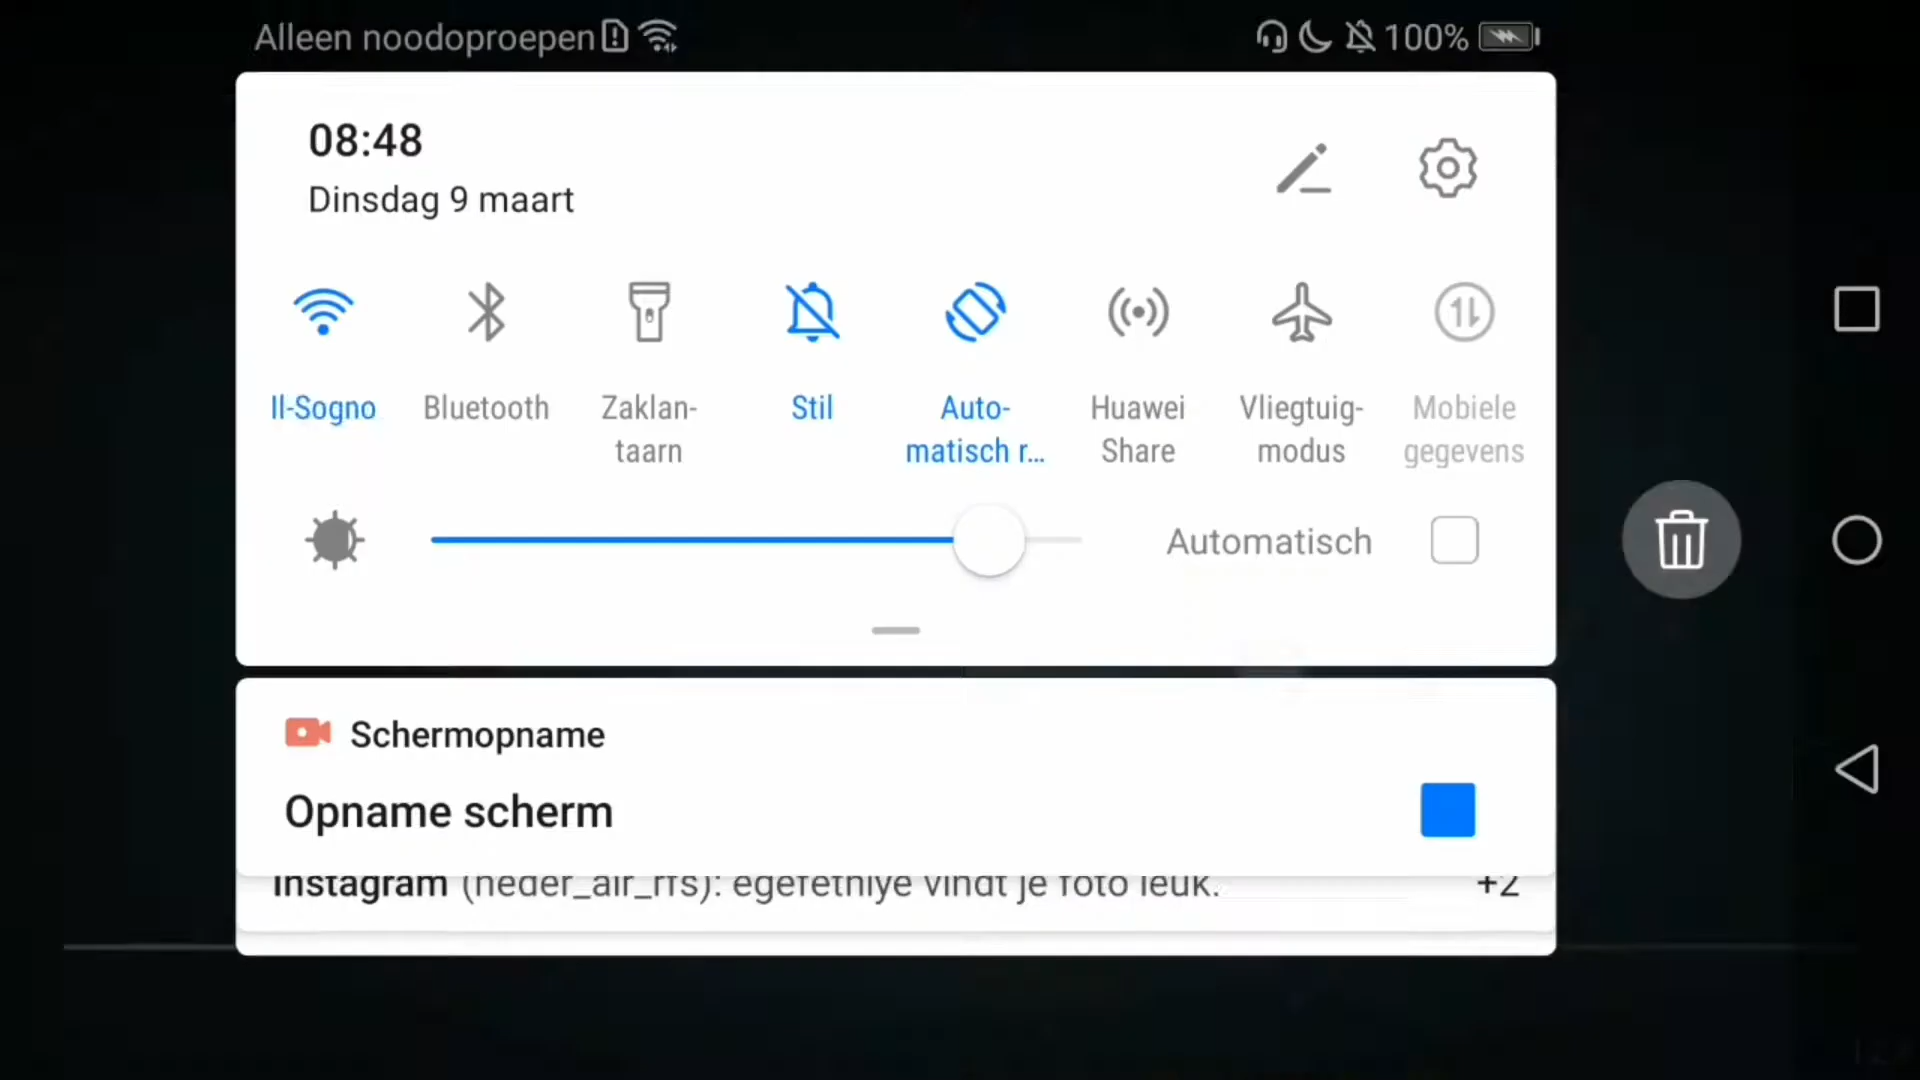 Alleen noodoproepen
100%
08:48
Dinsdag 9 maart
Il-Sogno
Bluetooth
Zaklan-
taarn
Stil
Auto-
matisch r...
Huawei
Share
Vliegtuig-
modus
Mobiele
gegevens
Automatisch
Schermopname
Opname scherm
Instagram (neder_air_rfs): egefethiye vindt je foto leuk. +2